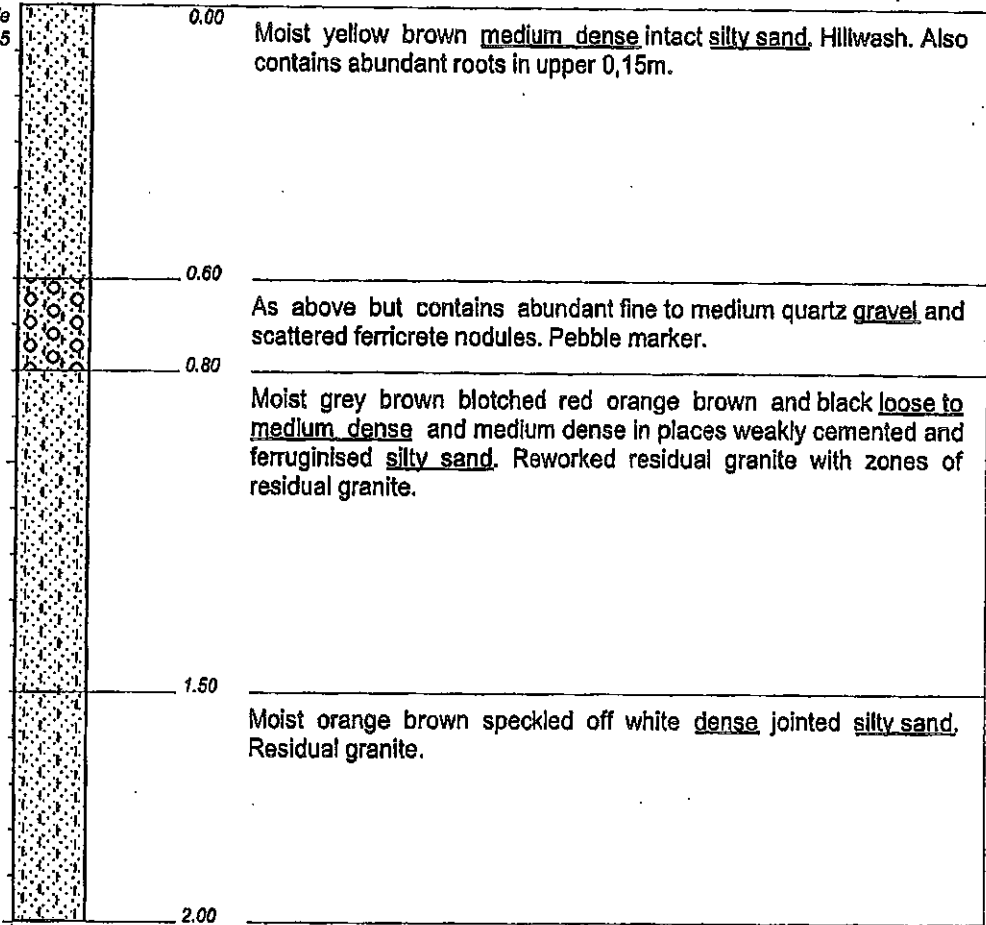 0.00
Moist yellow brown medium dense intact silty sand. Hillwash. Also
contains abundant roots in upper 0,15m.
0.60
As above but contains abundant fine to medium quartz gravel and
scattered ferricrete nodules. Pebble marker.
0.80
Moist grey brown blotched red orange brown and black loose to
medium dense and medium dense in places weakly cemented and
ferruginised silty sand. Reworked residual granite with zones of
residual granite.
1.50
Moist orange brown speckled off white dense jointed silty sand.
Residual granite.
2.00